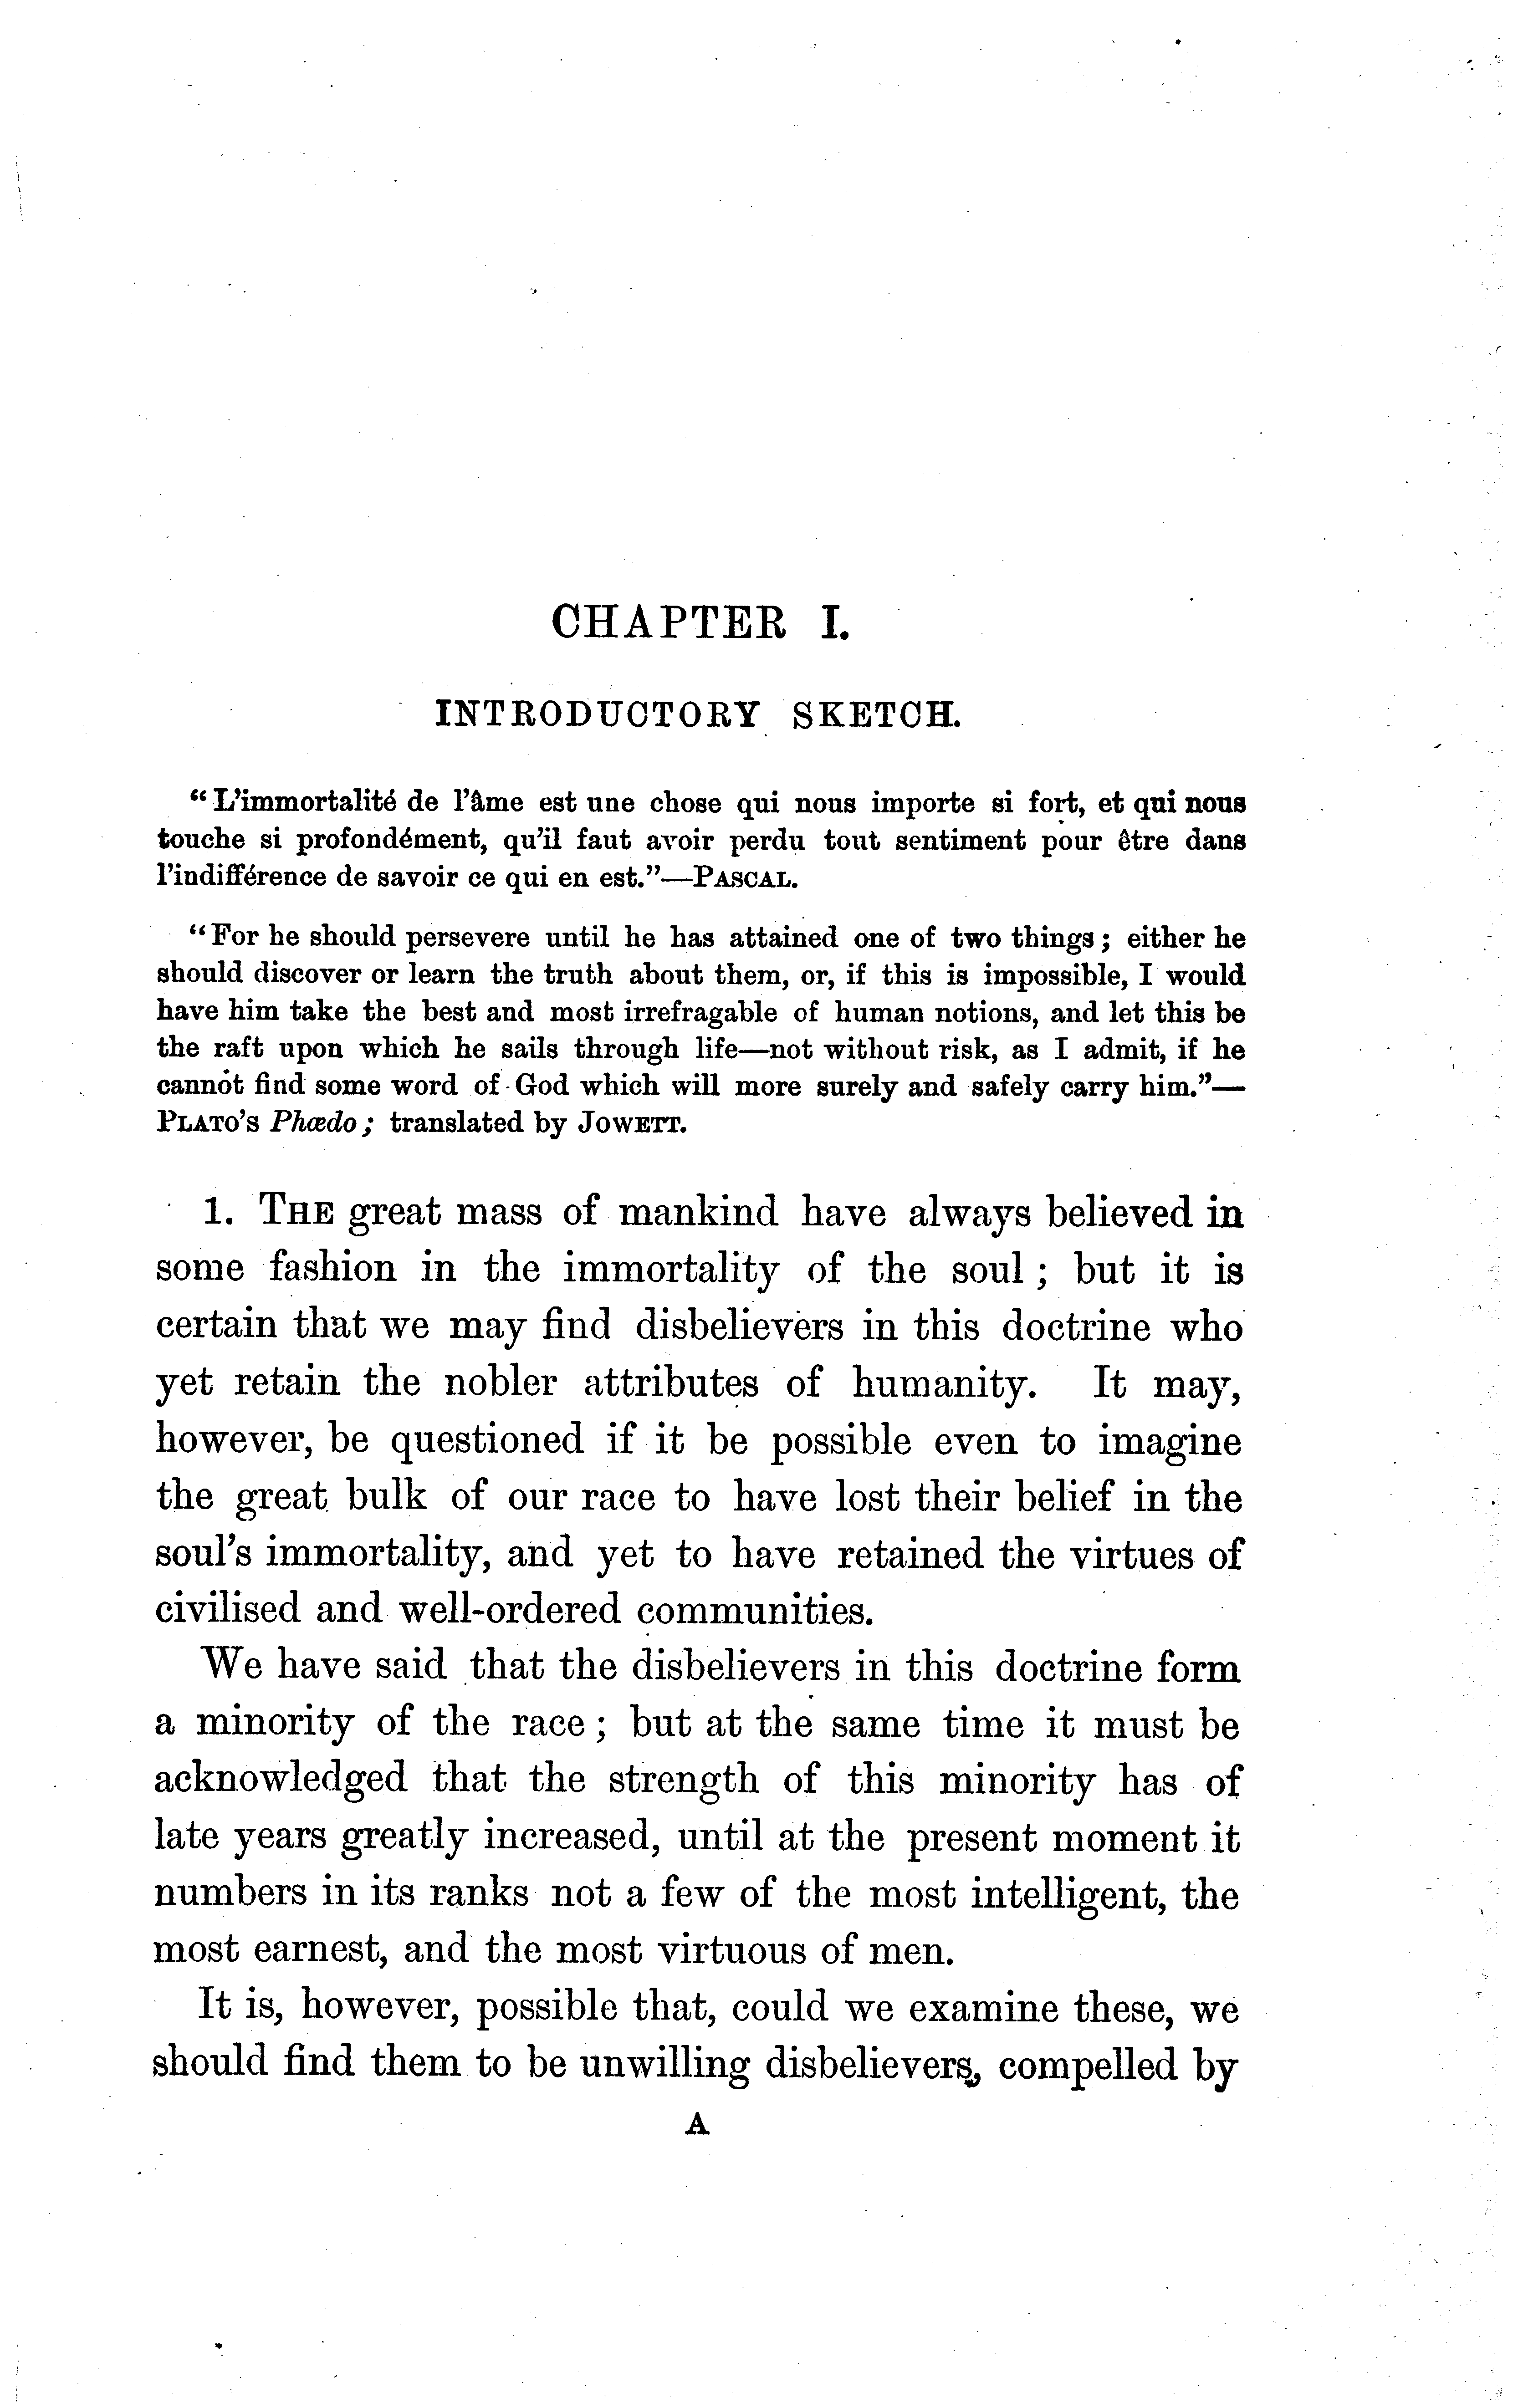 CHAPTER I.
INTRODUCTORY SKETCH.
“L’immortalité de l’âme est une chose qui nous importe si fort, et qui nous
touche si profondément, qu’il faut avoir perdu tout sentiment pour être dans
l’indifférence de savoir ce qui en est.”—PASCAL.
“For he should persevere until he has attained one of two things; either he
should discover or learn the truth about them, or, if this is impossible, I would
have him take the best and most irrefragable of human notions, and let this be
the raft upon which he sails through life—not without risk, as I admit, if he
cannot find some word of God which will more surely and safely carry him.”—
PLATO’S Phœdo; translated by JOWETT.
1. THE great mass of mankind have always believed in
some fashion in the immortality of the soul; but it is
certain that we may find disbelievers in this doctrine who
yet retain the nobler attributes of humanity. It may,
however, be questioned if it be possible even to imagine
the great bulk of our race to have lost their belief in the
soul’s immortality, and yet to have retained the virtues of
civilised and well-ordered communities.
We have said that the disbelievers in this doctrine form
a minority of the race; but at the same time it must be
acknowledged that the strength of this minority has of
late years greatly increased, until at the present moment it
numbers in its ranks not a few of the most intelligent, the
most earnest, and the most virtuous of men.
It is, however, possible that, could we examine these, we
should find them to be unwilling disbelievers, compelled by
A